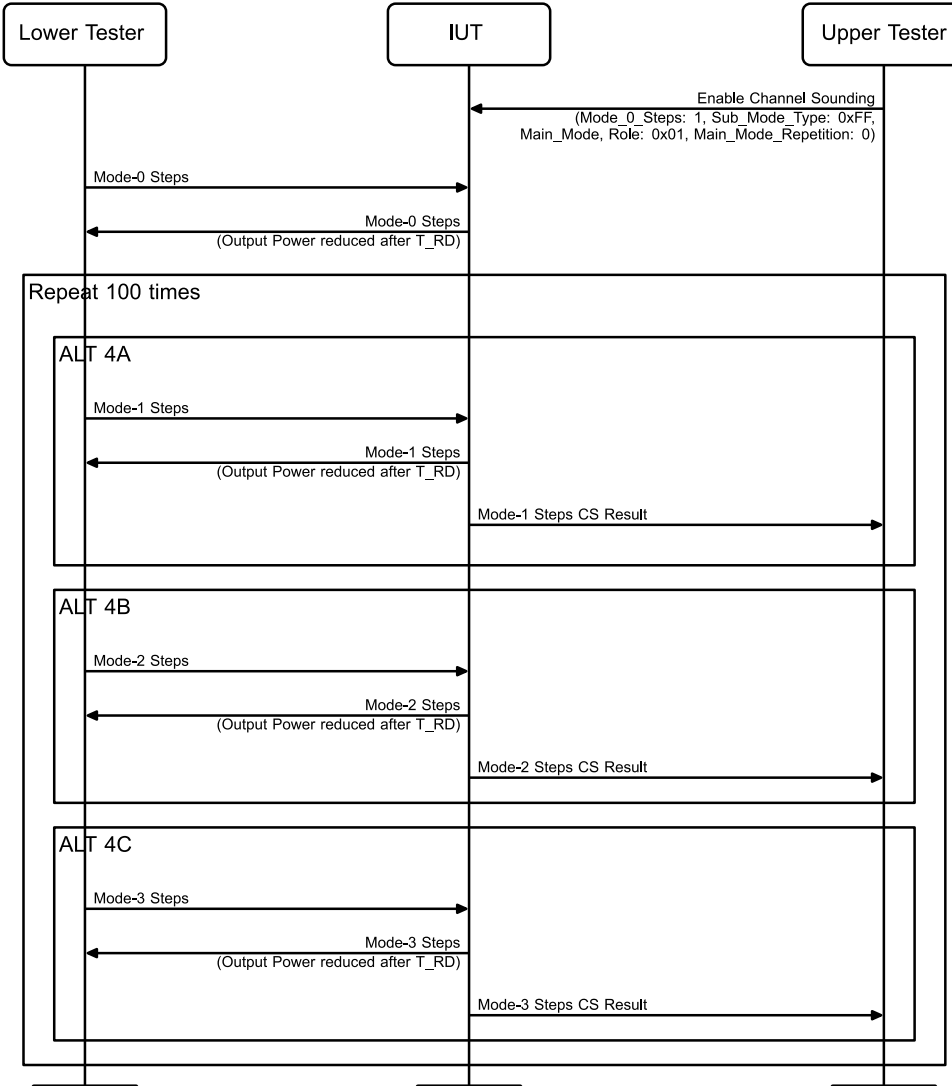 Lower Tester
IUT
Upper Tester
Enable Channel Sounding
(Mode_0_Steps: 1, Sub_Mode_Type: 0xFF,
Main_Mode, Role: 0x01, Main_Mode_Repetition: 0)
Mode-0 Steps
Mode-0 Steps
(Output Power reduced after T_RD)
Repeat 100 times
ALT 4A
Mode-1 Steps
Mode-1 Steps
(Output Power reduced after T_RD)
Mode-1 Steps CS Result
ALT 4B
Mode-2 Steps
Mode-2 Steps
(Output Power reduced after T_RD)
Mode-2 Steps CS Result
ALT 4C
Mode-3 Steps
Mode-3 Steps
(Output Power reduced after T_RD)
Mode-3 Steps CS Result